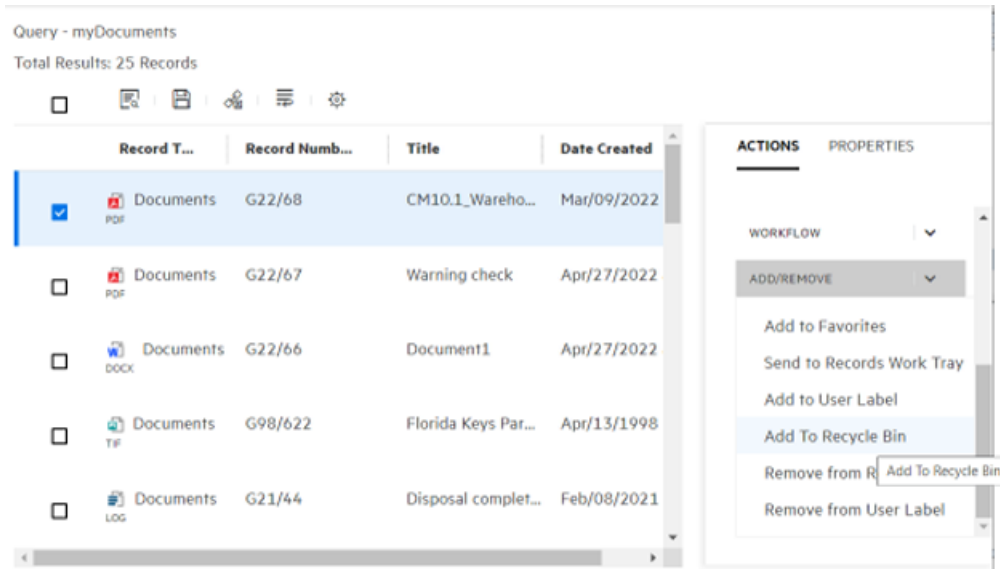 Query - myDocuments
Total Results: 25 Records
Record T... Record Numb... Title Date Created
PDF Documents G22/68 CM10.1_Wareho... Mar/09/2022
PDF Documents G22/67 Warning check Apr/27/2022
DOCX Documents G22/66 Document1 Apr/27/2022
TIF Documents G98/622 Florida Keys Par... Apr/13/1998
LOG Documents G21/44 Disposal complet... Feb/08/2021
ACTIONS PROPERTIES
WORKFLOW
ADD/REMOVE
Add to Favorites
Send to Records Work Tray
Add to User Label
Add To Recycle Bin
Remove from R
Add To Recycle Bin
Remove from User Label